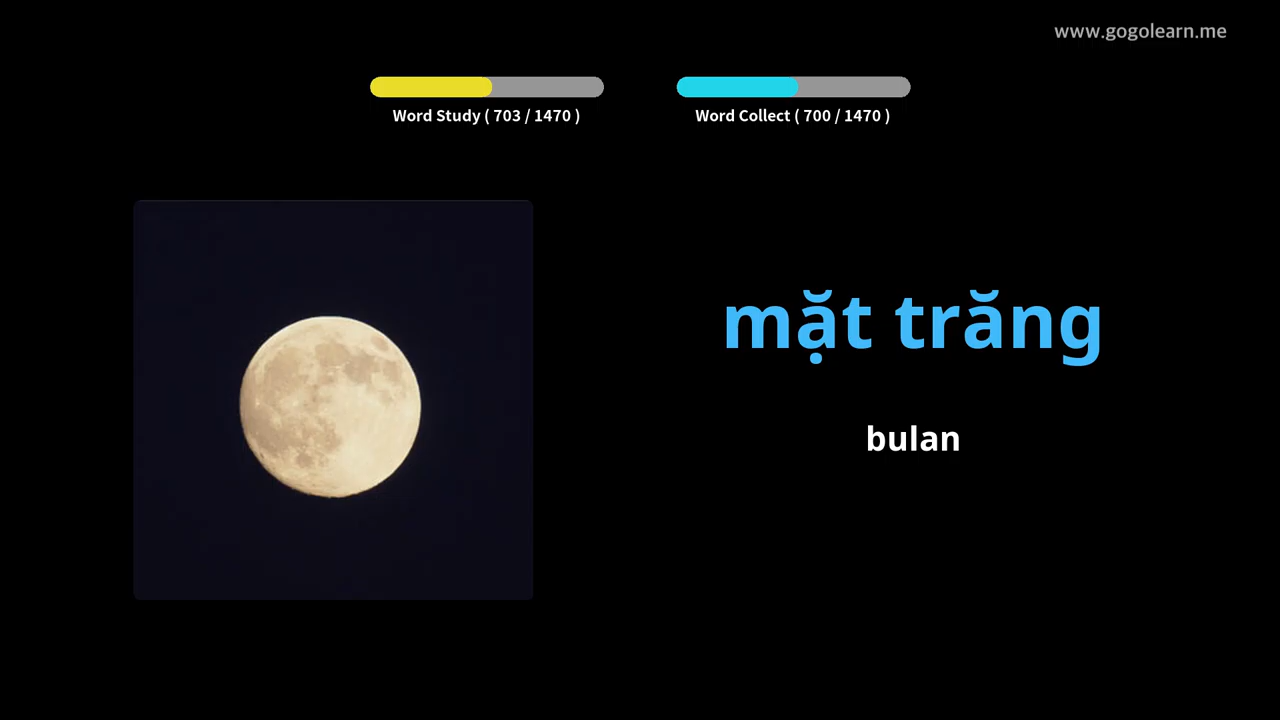 www.gogolearn.me
Word Study ( 703 / 1470 )
Word Collect ( 700 / 1470 )
mặt trăng
bulan